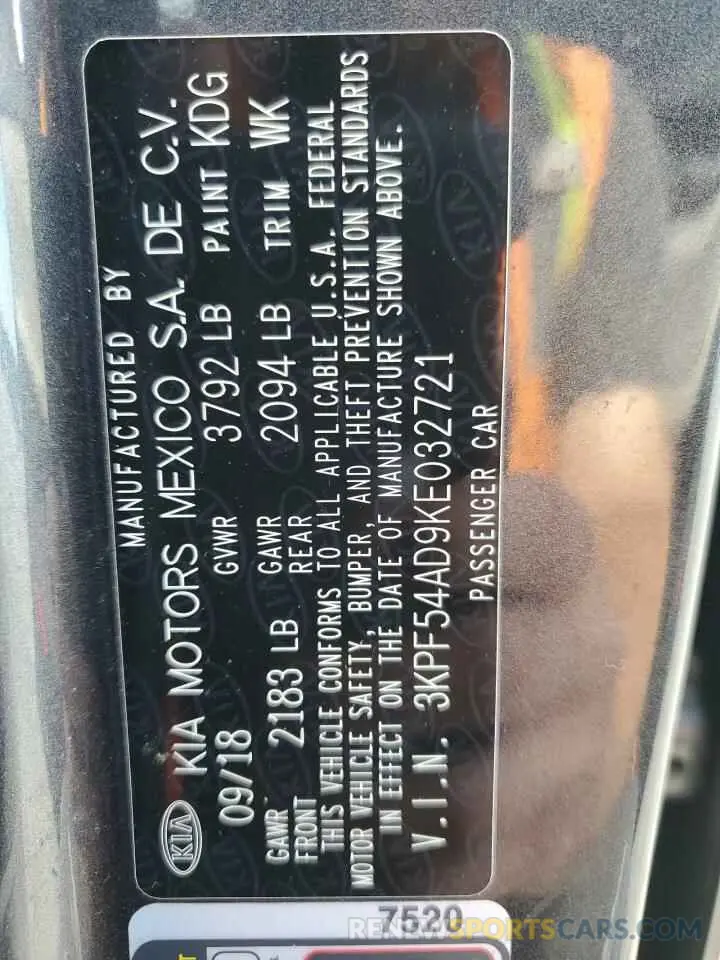 MANUFACTURED BY
KIA KIA MOTORS MEXICO S.A. DE C.V.
09/18 GVWR 3792 LB PAINT KDG
GAWR FRONT 2183 LB GAWR REAR 2094 LB TRIM WK
THIS VEHICLE CONFORMS TO ALL APPLICABLE U.S.A. FEDERAL
MOTOR VEHICLE SAFETY, BUMPER, AND THEFT PREVENTION STANDARDS
IN EFFECT ON THE DATE OF MANUFACTURE SHOWN ABOVE.
V.I.N. 3KPF54AD9KE032721
PASSENGER CAR
7520
RENEWSPORTSCARS.COM